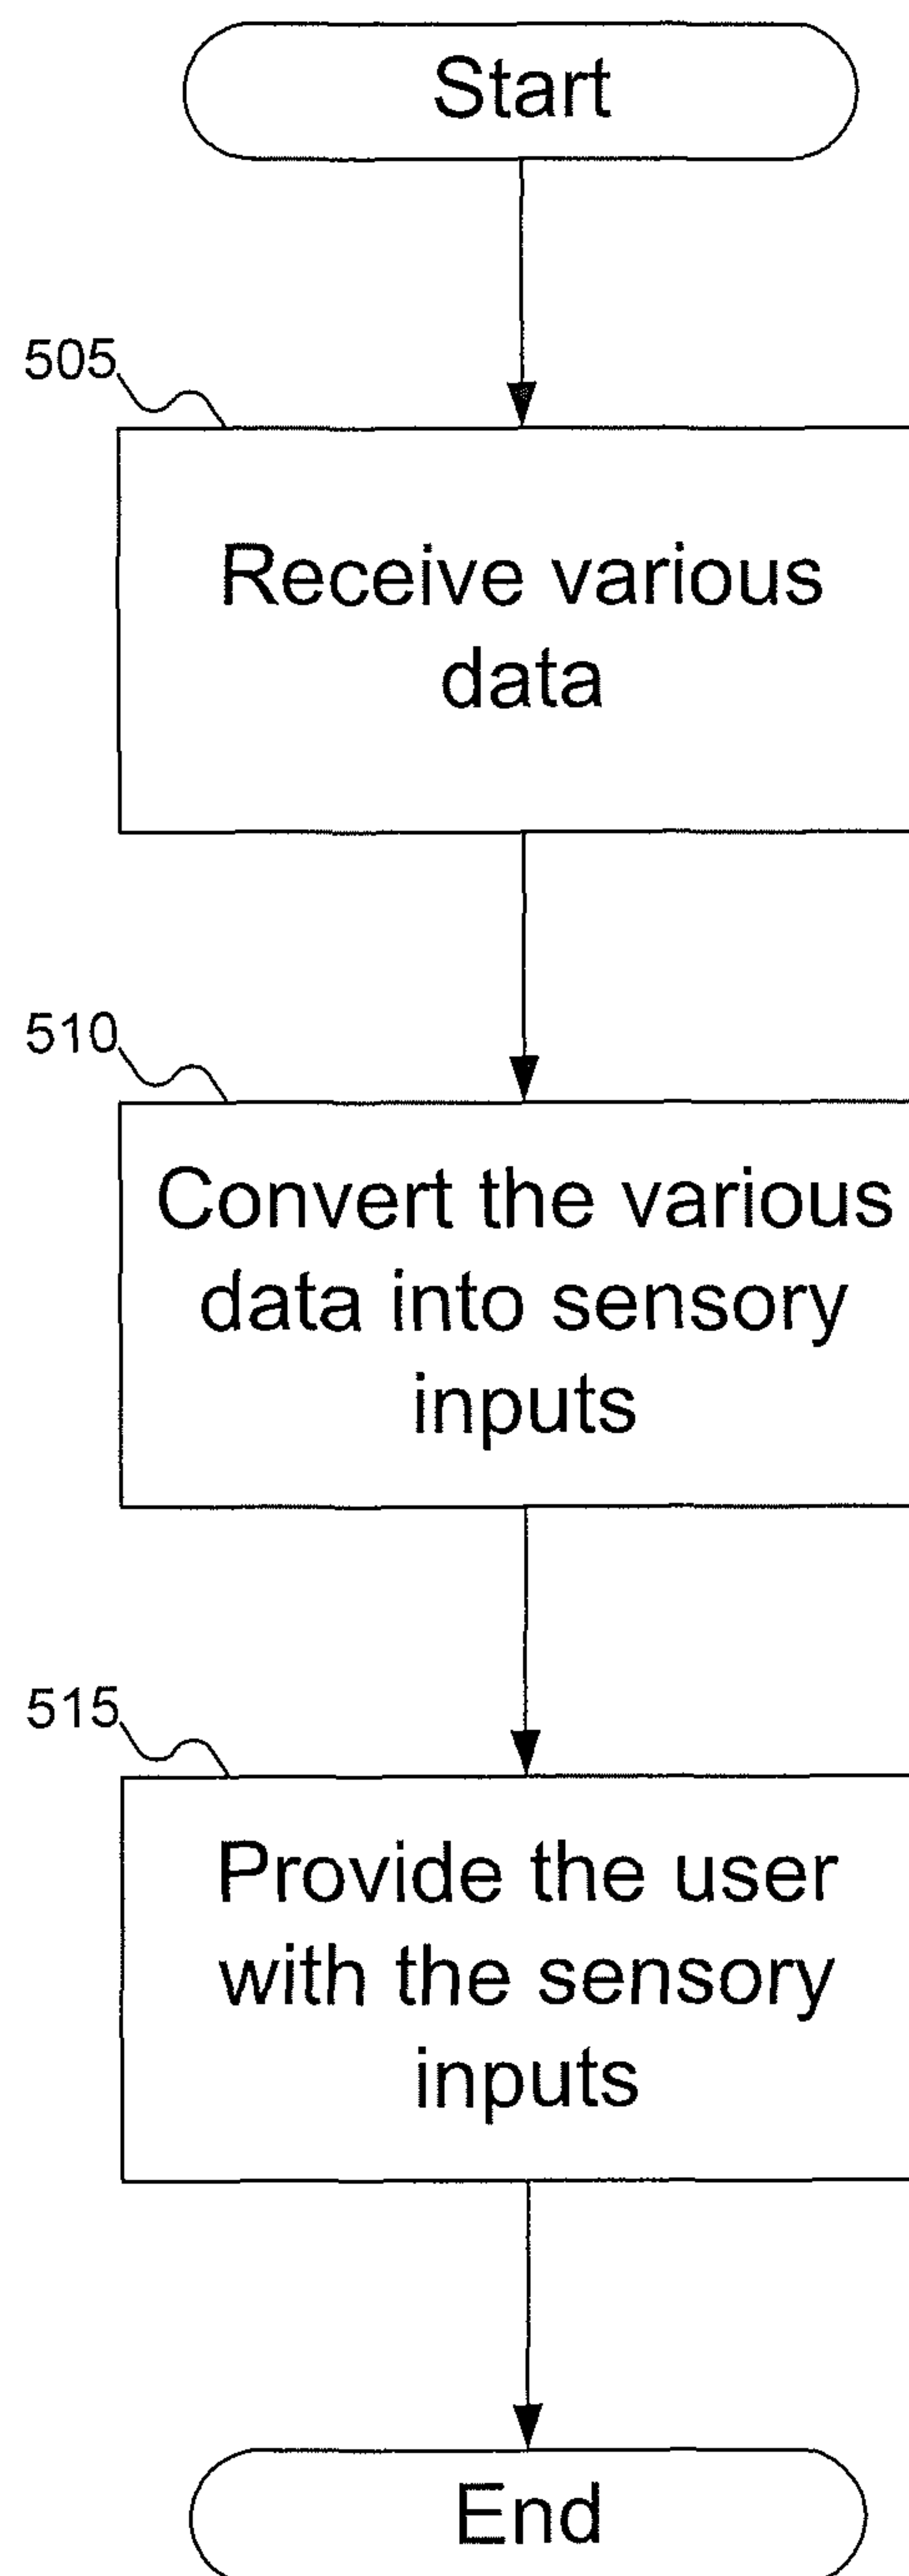 Start
505
Receive various
data
510
Convert the various
data into sensory
inputs
515
Provide the user
with the sensory
inputs
End